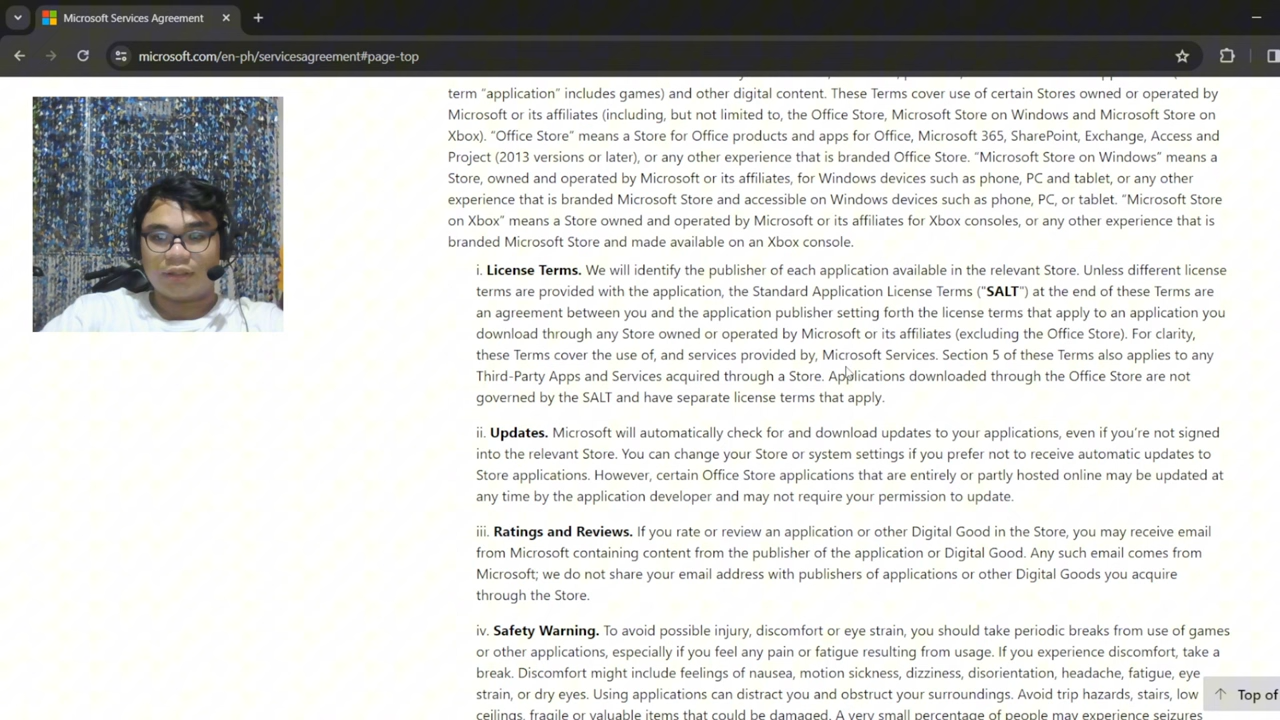 Microsoft Services Agreement
microsoft.com/en-ph/servicesagreement#page-top
term “application” includes games) and other digital content. These Terms cover use of certain Stores owned or operated by
Microsoft or its affiliates (including, but not limited to, the Office Store, Microsoft Store on Windows and Microsoft Store on
Xbox). “Office Store” means a Store for Office products and apps for Office, Microsoft 365, SharePoint, Exchange, Access and
Project (2013 versions or later), or any other experience that is branded Office Store. “Microsoft Store on Windows” means a
Store, owned and operated by Microsoft or its affiliates, for Windows devices such as phone, PC and tablet, or any other
experience that is branded Microsoft Store and accessible on Windows devices such as phone, PC, or tablet. “Microsoft Store
on Xbox” means a Store owned and operated by Microsoft or its affiliates for Xbox consoles, or any other experience that is
branded Microsoft Store and made available on an Xbox console.
i. License Terms. We will identify the publisher of each application available in the relevant Store. Unless different license
terms are provided with the application, the Standard Application License Terms (“SALT”) at the end of these Terms are
an agreement between you and the application publisher setting forth the license terms that apply to an application you
download through any Store owned or operated by Microsoft or its affiliates (excluding the Office Store). For clarity,
these Terms cover the use of, and services provided by, Microsoft Services. Section 5 of these Terms also applies to any
Third-Party Apps and Services acquired through a Store. Applications downloaded through the Office Store are not
governed by the SALT and have separate license terms that apply.
ii. Updates. Microsoft will automatically check for and download updates to your applications, even if you’re not signed
into the relevant Store. You can change your Store or system settings if you prefer not to receive automatic updates to
Store applications. However, certain Office Store applications that are entirely or partly hosted online may be updated at
any time by the application developer and may not require your permission to update.
iii. Ratings and Reviews. If you rate or review an application or other Digital Good in the Store, you may receive email
from Microsoft containing content from the publisher of the application or Digital Good. Any such email comes from
Microsoft; we do not share your email address with publishers of applications or other Digital Goods you acquire
through the Store.
iv. Safety Warning. To avoid possible injury, discomfort or eye strain, you should take periodic breaks from use of games
or other applications, especially if you feel any pain or fatigue resulting from usage. If you experience discomfort, take a
break. Discomfort might include feelings of nausea, motion sickness, dizziness, disorientation, headache, fatigue, eye
strain, or dry eyes. Using applications can distract you and obstruct your surroundings. Avoid trip hazards, stairs, low
ceilings, fragile or valuable items that could be damaged. A very small percentage of people may experience seizures
Top of